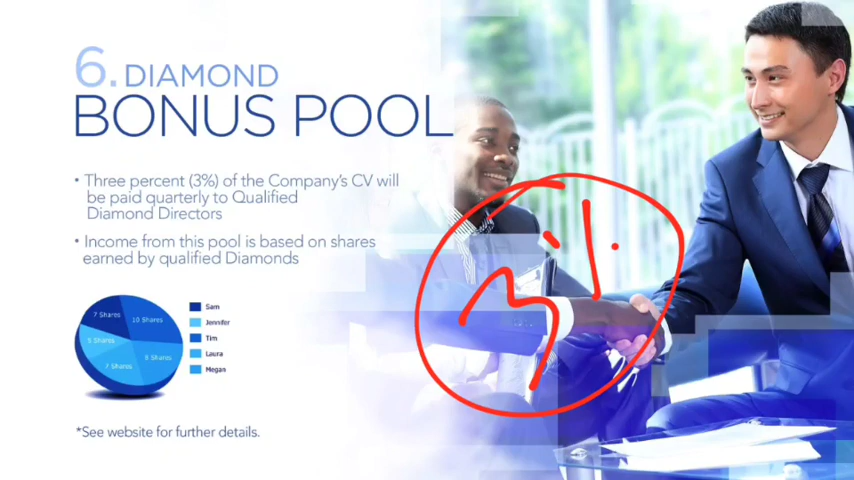 6. DIAMOND
BONUS POOL
• Three percent (3%) of the Company's CV will
be paid quarterly to Qualified
Diamond Directors
• Income from this pool is based on shares
earned by qualified Diamonds
7 Shares
10 Shares
5 Shares
8 Shares
7 Shares
Sam
Jennifer
Tim
Laura
Megan
3%
*See website for further details.